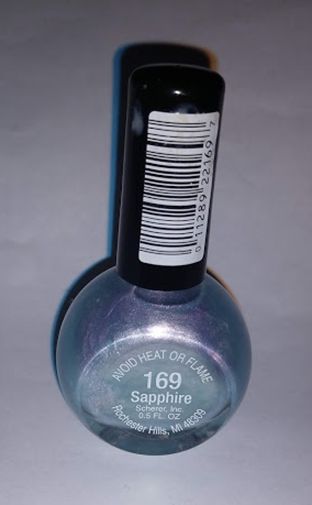 0 11289 22169 7
AVOID HEAT OR FLAME
169
Sapphire
Scherer, Inc
0.5 FL. OZ
Rochester Hills, MI 48309